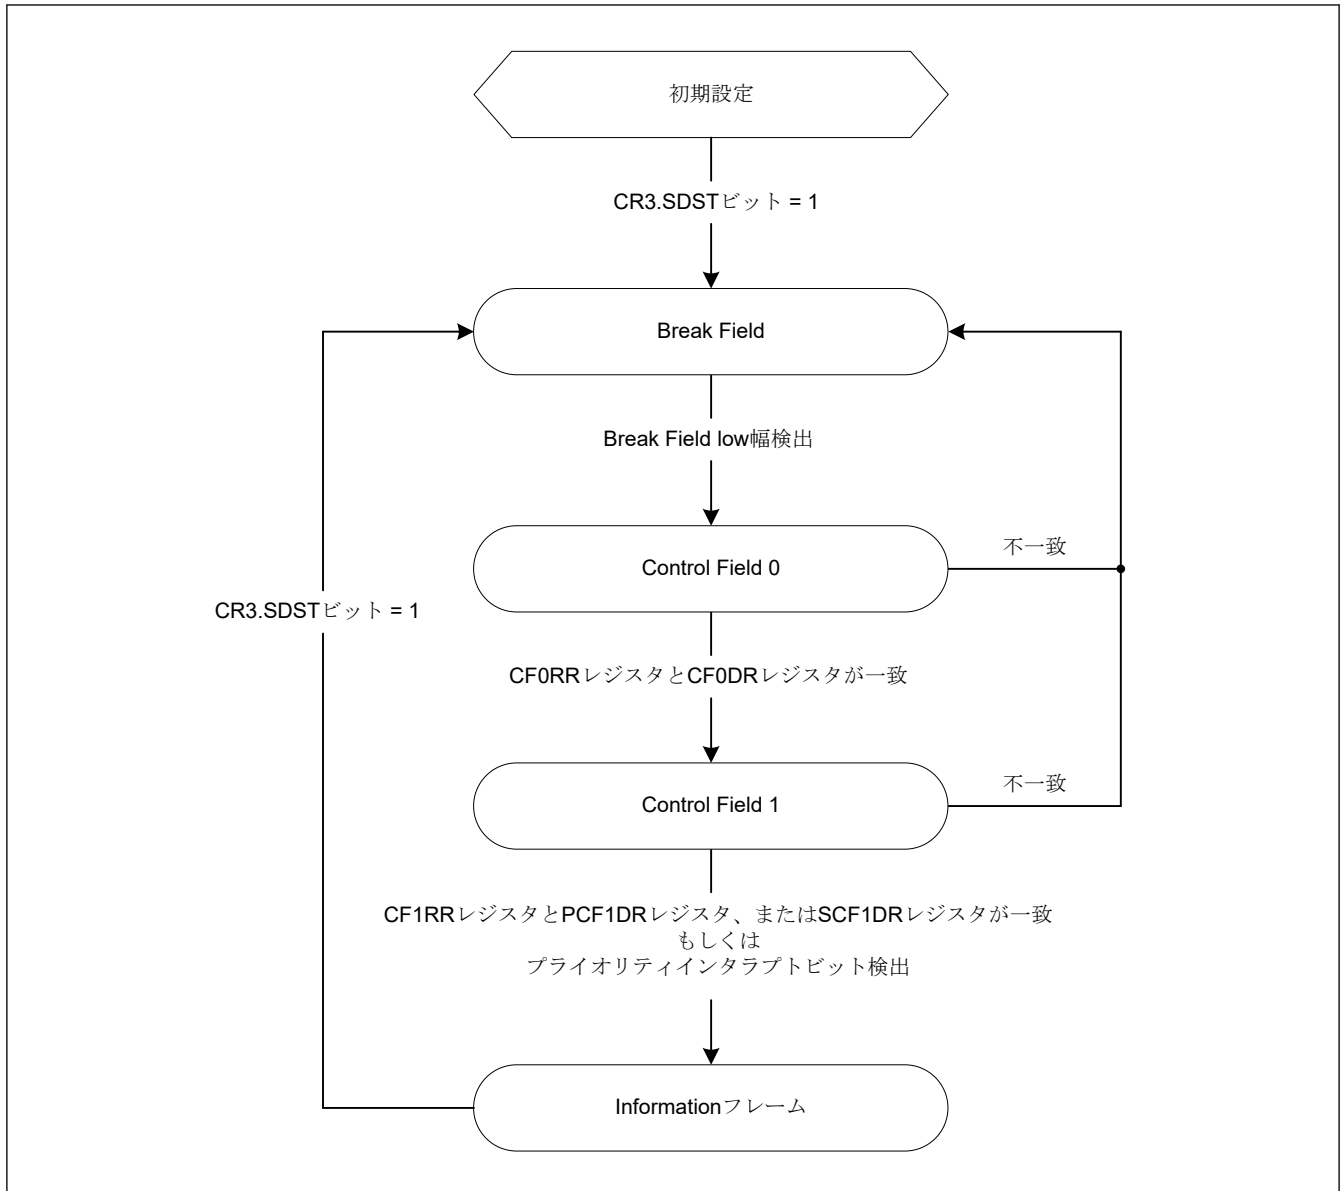 初期設定
CR3.SDSTビット = 1
Break Field
Break Field low幅検出
Control Field 0
不一致
CR3.SDSTビット = 1
CF0RRレジスタとCF0DRレジスタが一致
Control Field 1
不一致
CF1RRレジスタとPCF1DRレジスタ、またはSCF1DRレジスタが一致
もしくは
プライオリティインタラプトビット検出
Informationフレーム